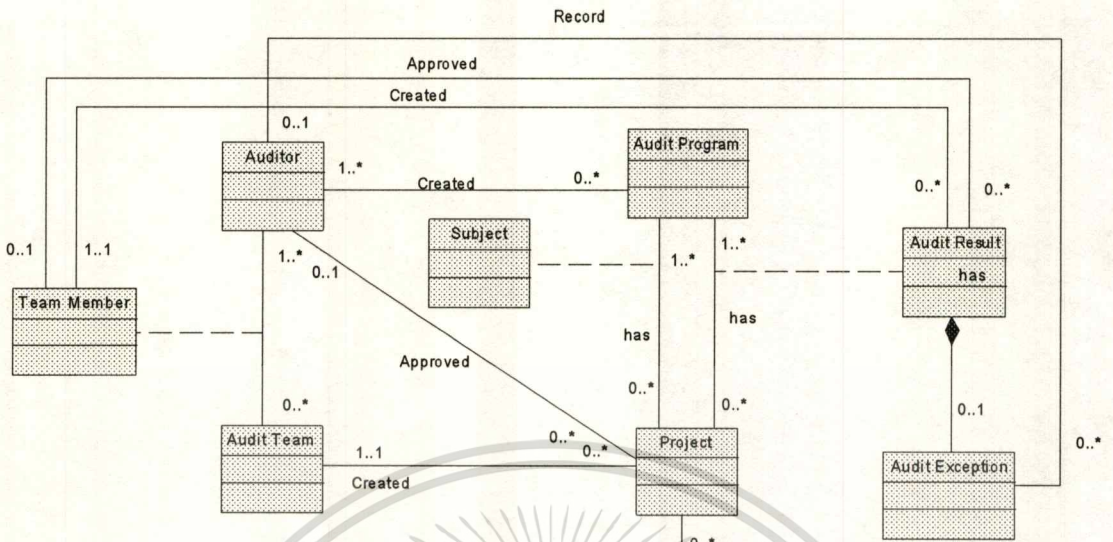 Record
Approved
Created
0..1
Auditor
1..*
Created
0..*
Audit Program
0..*
0..*
Subject
1..*
1..*
Audit Result
has
0..1
1..1
1..*
0..1
Team Member
has
has
Approved
0..1
0..*
0..*
0..*
Audit Team
1..1
Created
0..*
0..*
Project
Audit Exception
0..*
0..*